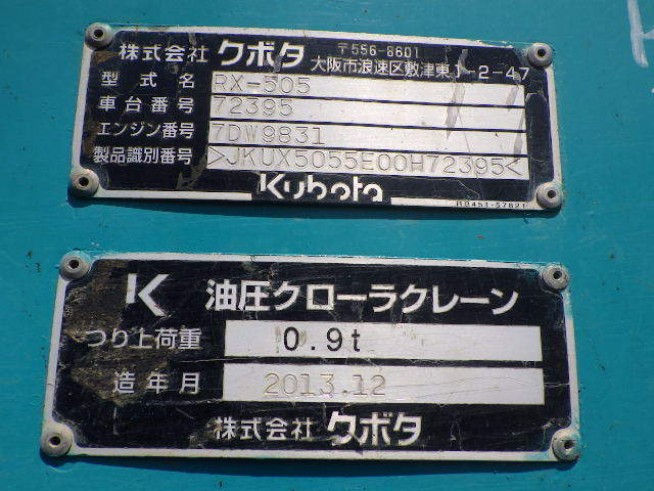 株式会社 クボタ 〒556-8601
大阪市浪速区敷津東1-2-47
型式名 RX-505
車台番号 72395
エンジン番号 7DW9831
製品識別番号 >JKUX5055E00H72395<
Kubota
K 油圧クローラクレーン
つり上荷重 0.9t
造年月 2013.12
株式会社 クボタ